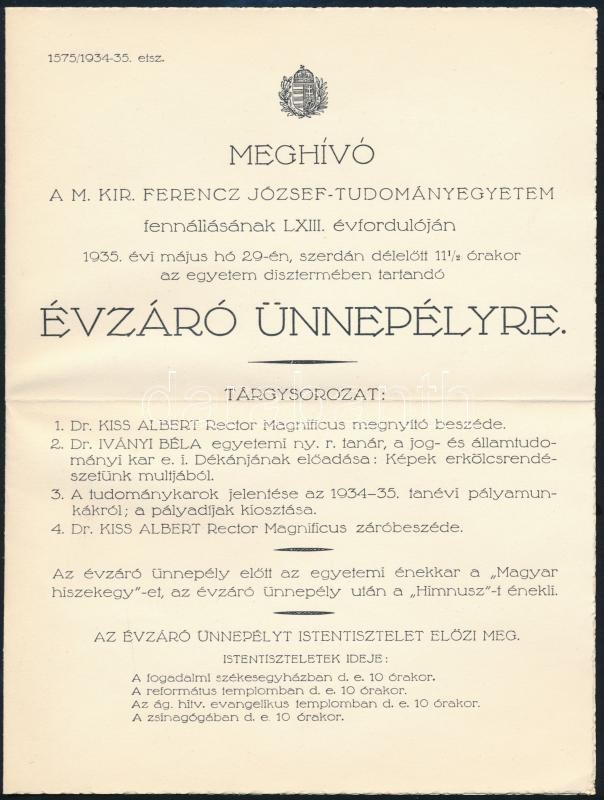 1575/1934-35. etsz.
MEGHÍVÓ
A M. KIR. FERENCZ JÓZSEF-TUDOMÁNYEGYETEM
fennállásának LXIII. évfordulóján
1935. évi május hó 29-én, szerdán délelőtt 11½ órakor
az egyetem disztermében tartandó
ÉVZÁRÓ ÜNNEPÉLYRE.
TÁRGYSOROZAT:
1. Dr. KISS ALBERT Rector Magnificus megnyitó beszéde.
2. Dr. IVÁNYI BÉLA egyetemi ny. r. tanár, a jog- és államtudo-
mányi kar e. i. Dékánjának előadása: Képek erkölcsrendé-
szetünk multjából.
3. A tudománykarok jelentése az 1934–35. tanévi pályamun-
kákról; a pályadíjak kiosztása.
4. Dr. KISS ALBERT Rector Magnificus záróbeszéde.
Az évzáró ünnepély előtt az egyetemi énekkar a „Magyar
hiszekegy"-et, az évzáró ünnepély után a „Himnusz"-t énekli.
AZ ÉVZÁRÓ ÜNNEPÉLYT ISTENTISZTELET ELŐZI MEG.
ISTENTISZTELETEK IDEJE:
A fogadalmi székesegyházban d. e. 10 órakor.
A református templomban d. e. 10 órakor.
Az ág. hitv. evangelikus templomban d. e. 10 órakor.
A zsinagógában d. e. 10 órakor.
darabanth